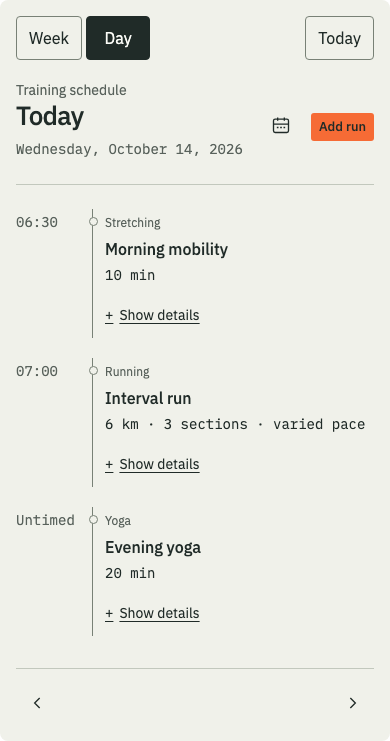 Week Day Today
Training schedule
Today
Add run
Wednesday, October 14, 2026
06:30 Stretching
Morning mobility
10 min
+ Show details
07:00 Running
Interval run
6 km · 3 sections · varied pace
+ Show details
Untimed Yoga
Evening yoga
20 min
+ Show details